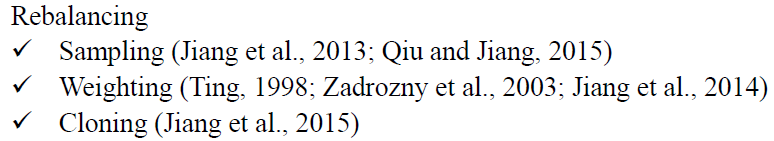 Rebalancing
✓ Sampling (Jiang et al., 2013; Qiu and Jiang, 2015)
✓ Weighting (Ting, 1998; Zadrozny et al., 2003; Jiang et al., 2014)
✓ Cloning (Jiang et al., 2015)